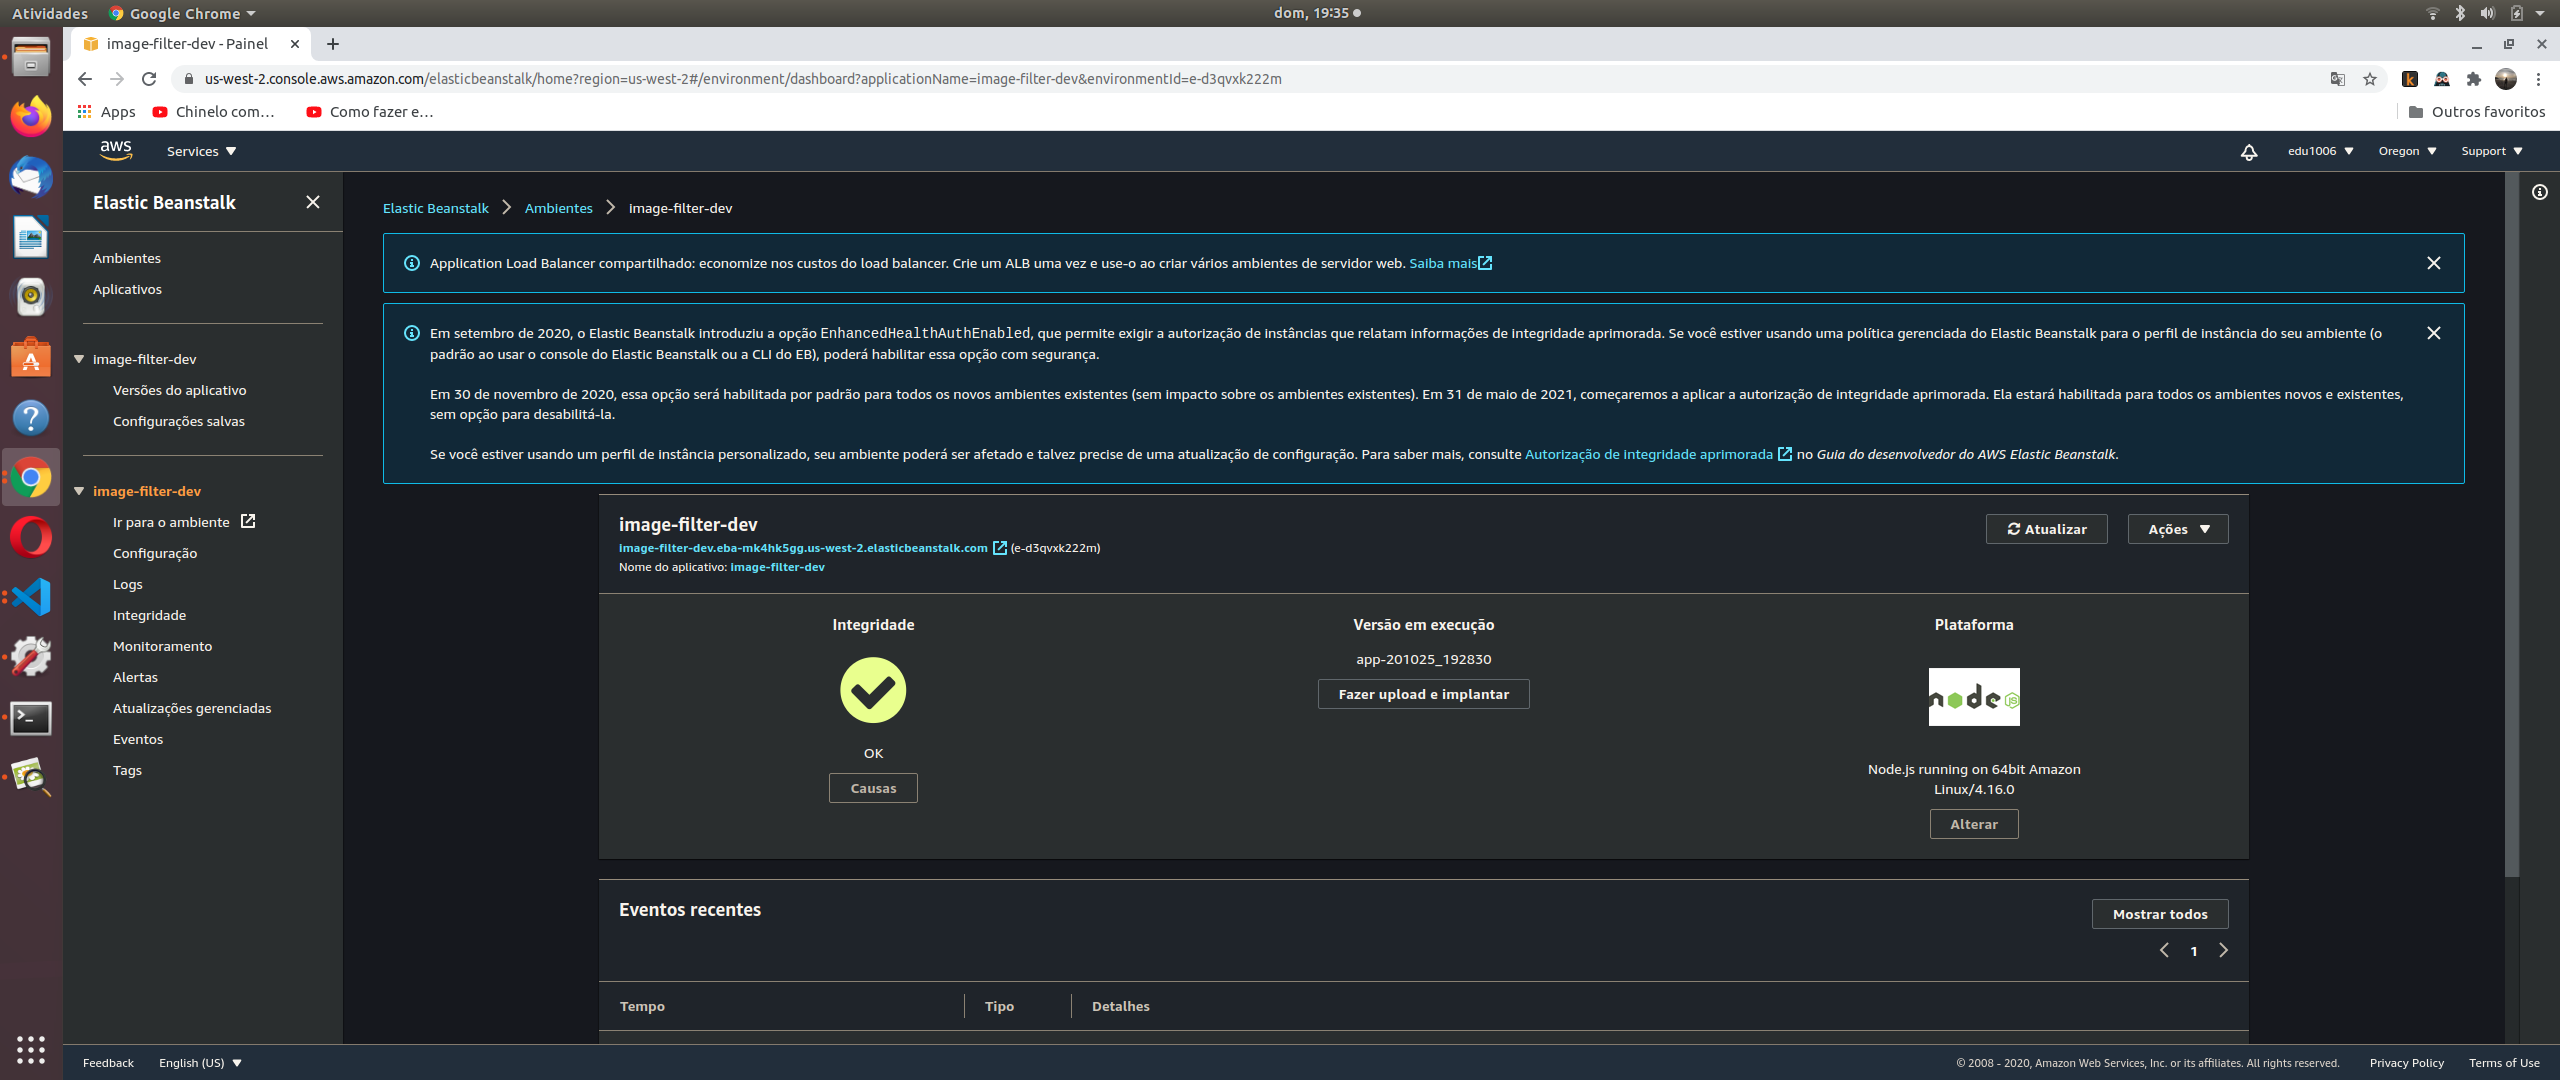 Atividades Google Chrome dom, 19:35
image-filter-dev - Painel
us-west-2.console.aws.amazon.com/elasticbeanstalk/home?region=us-west-2#/environment/dashboard?applicationName=image-filter-dev&environmentId=e-d3qvxk222m
Apps Chinelo com... Como fazer e... Outros favoritos
aws Services edu1006 Oregon Support
Elastic Beanstalk
Ambientes
Aplicativos
image-filter-dev
Versões do aplicativo
Configurações salvas
image-filter-dev
Ir para o ambiente
Configuração
Logs
Integridade
Monitoramento
Alertas
Atualizações gerenciadas
Eventos
Tags
Elastic Beanstalk Ambientes image-filter-dev
Application Load Balancer compartilhado: economize nos custos do load balancer. Crie um ALB uma vez e use-o ao criar vários ambientes de servidor web. Saiba mais
Em setembro de 2020, o Elastic Beanstalk introduziu a opção EnhancedHealthAuthEnabled, que permite exigir a autorização de instâncias que relatam informações de integridade aprimorada. Se você estiver usando uma política gerenciada do Elastic Beanstalk para o perfil de instância do seu ambiente (o
padrão ao usar o console do Elastic Beanstalk ou a CLI do EB), poderá habilitar essa opção com segurança.
Em 30 de novembro de 2020, essa opção será habilitada por padrão para todos os novos ambientes existentes (sem impacto sobre os ambientes existentes). Em 31 de maio de 2021, começaremos a aplicar a autorização de integridade aprimorada. Ela estará habilitada para todos os ambientes novos e existentes,
sem opção para desabilitá-la.
Se você estiver usando um perfil de instância personalizado, seu ambiente poderá ser afetado e talvez precise de uma atualização de configuração. Para saber mais, consulte Autorização de integridade aprimorada no Guia do desenvolvedor do AWS Elastic Beanstalk.
image-filter-dev
image-filter-dev.eba-mk4hk5gg.us-west-2.elasticbeanstalk.com (e-d3qvxk222m)
Nome do aplicativo: image-filter-dev
Atualizar Ações
Integridade
OK
Causas
Versão em execução
app-201025_192830
Fazer upload e implantar
Plataforma
node JS
Node.js running on 64bit Amazon
Linux/4.16.0
Alterar
Eventos recentes
Mostrar todos
1
Tempo Tipo Detalhes
Feedback English (US) © 2008 - 2020, Amazon Web Services, Inc. or its affiliates. All rights reserved. Privacy Policy Terms of Use